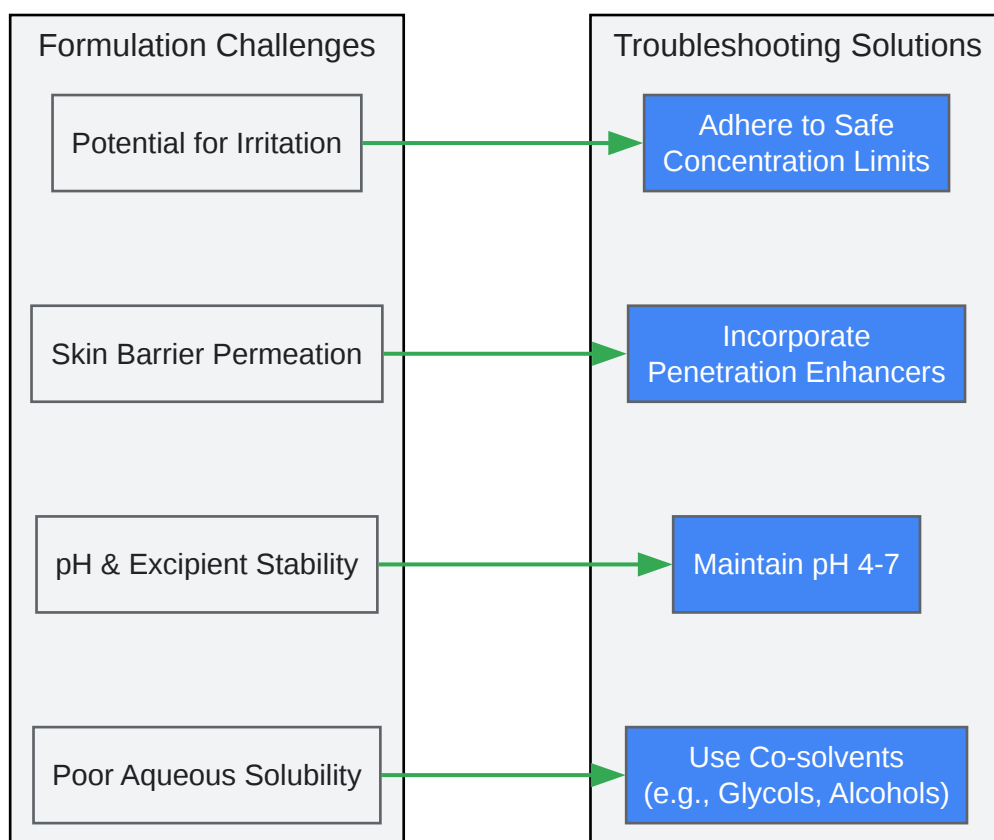 Formulation Challenges
Troubleshooting Solutions
Potential for Irritation
Adhere to Safe
Concentration Limits
Skin Barrier Permeation
Incorporate
Penetration Enhancers
pH & Excipient Stability
Maintain pH 4-7
Poor Aqueous Solubility
Use Co-solvents
(e.g., Glycols, Alcohols)